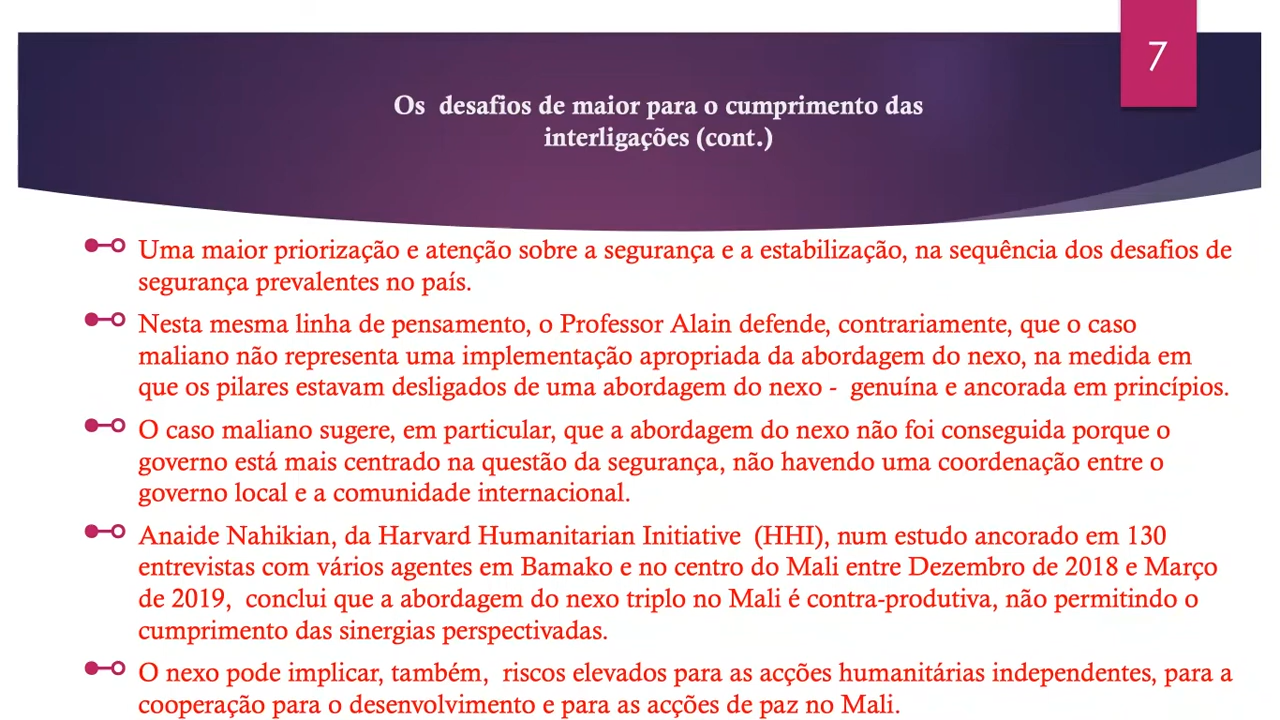 7
Os desafios de maior para o cumprimento das
interligações (cont.)
Uma maior priorização e atenção sobre a segurança e a estabilização, na sequência dos desafios de
segurança prevalentes no país.
Nesta mesma linha de pensamento, o Professor Alain defende, contrariamente, que o caso
maliano não representa uma implementação apropriada da abordagem do nexo, na medida em
que os pilares estavam desligados de uma abordagem do nexo - genuína e ancorada em princípios.
O caso maliano sugere, em particular, que a abordagem do nexo não foi conseguida porque o
governo está mais centrado na questão da segurança, não havendo uma coordenação entre o
governo local e a comunidade internacional.
Anaide Nahikian, da Harvard Humanitarian Initiative (HHI), num estudo ancorado em 130
entrevistas com vários agentes em Bamako e no centro do Mali entre Dezembro de 2018 e Março
de 2019, conclui que a abordagem do nexo triplo no Mali é contra-produtiva, não permitindo o
cumprimento das sinergias perspectivadas.
O nexo pode implicar, também, riscos elevados para as acções humanitárias independentes, para a
cooperação para o desenvolvimento e para as acções de paz no Mali.